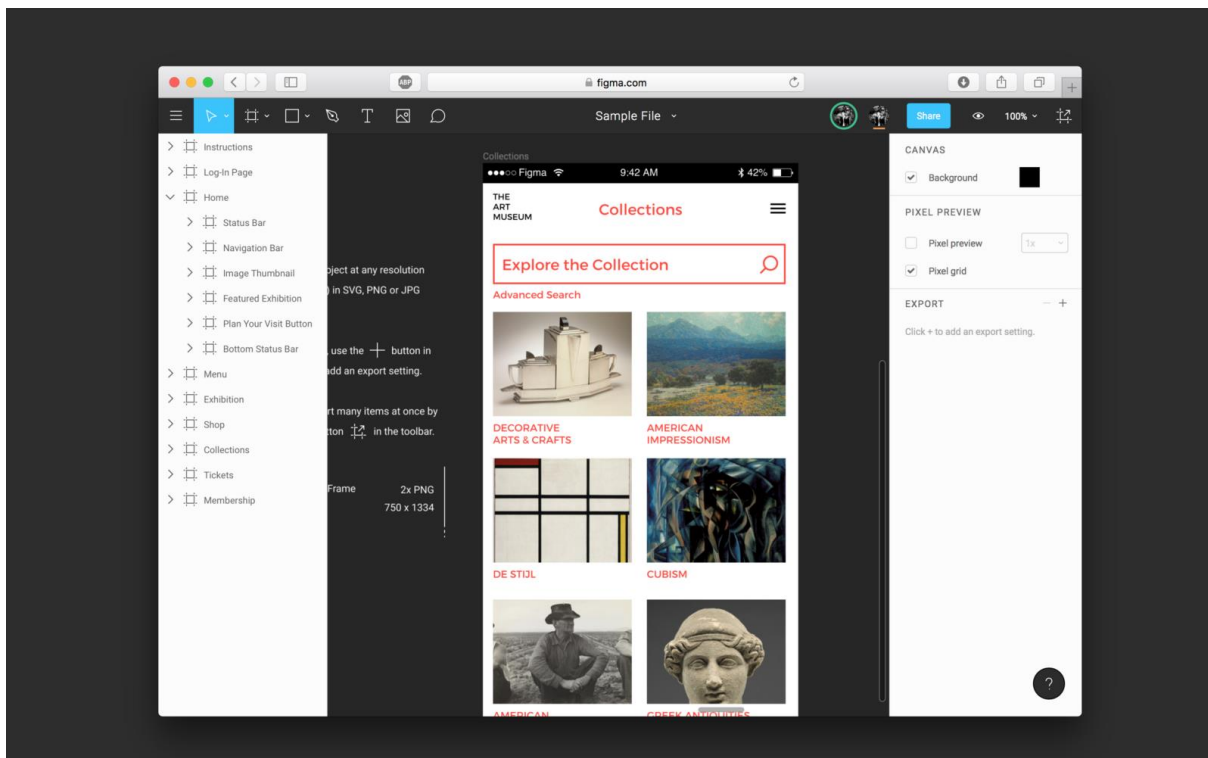 ABP
figma.com
Sample File
Share
100%
Instructions
Log-In Page
Home
Status Bar
Navigation Bar
Image Thumbnail
Featured Exhibition
Plan Your Visit Button
Bottom Status Bar
Menu
Exhibition
Shop
Collections
Tickets
Membership
object at any resolution
) in SVG, PNG or JPG
, use the + button in
add an export setting.
rt many items at once by
tton in the toolbar.
Frame 2x PNG
750 x 1334
Collections
Figma 9:42 AM 42%
THE
ART
MUSEUM
Collections
Explore the Collection
Advanced Search
DECORATIVE
ARTS & CRAFTS
AMERICAN
IMPRESSIONISM
DE STIJL
CUBISM
AMERICAN
GREEK ANTIQUITIES
CANVAS
Background
PIXEL PREVIEW
Pixel preview 1x
Pixel grid
EXPORT
Click + to add an export setting.
?